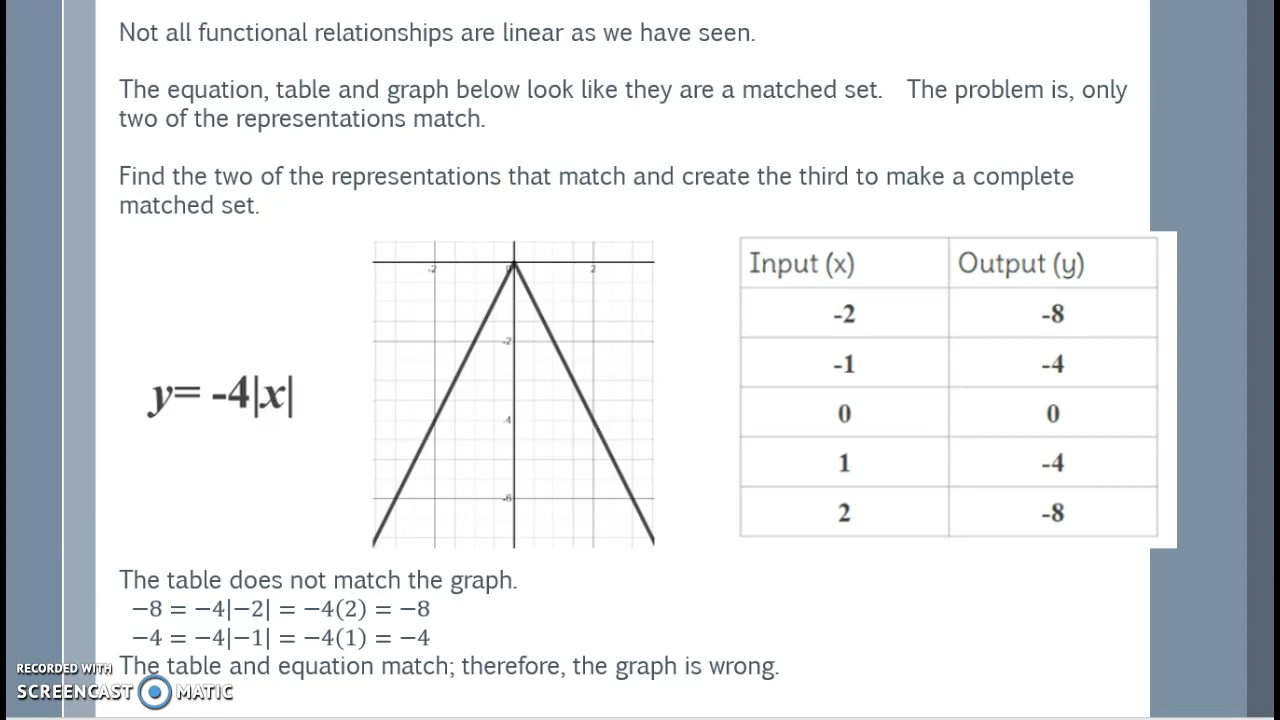 Not all functional relationships are linear as we have seen.
The equation, table and graph below look like they are a matched set. The problem is, only
two of the representations match.
Find the two of the representations that match and create the third to make a complete
matched set.
y= -4|x|
-2 0 2
-2
-4
-6
Input (x) Output (y)
-2 -8
-1 -4
0 0
1 -4
2 -8
The table does not match the graph.
−8 = −4|−2| = −4(2) = −8
−4 = −4|−1| = −4(1) = −4
The table and equation match; therefore, the graph is wrong.
RECORDED WITH
SCREENCAST MATIC